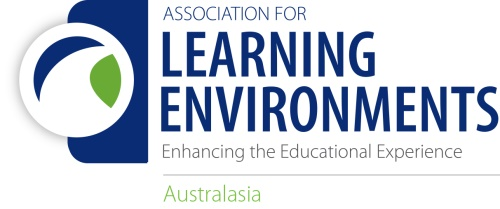 ASSOCIATION FOR
LEARNING
ENVIRONMENTS
Enhancing the Educational Experience
Australasia